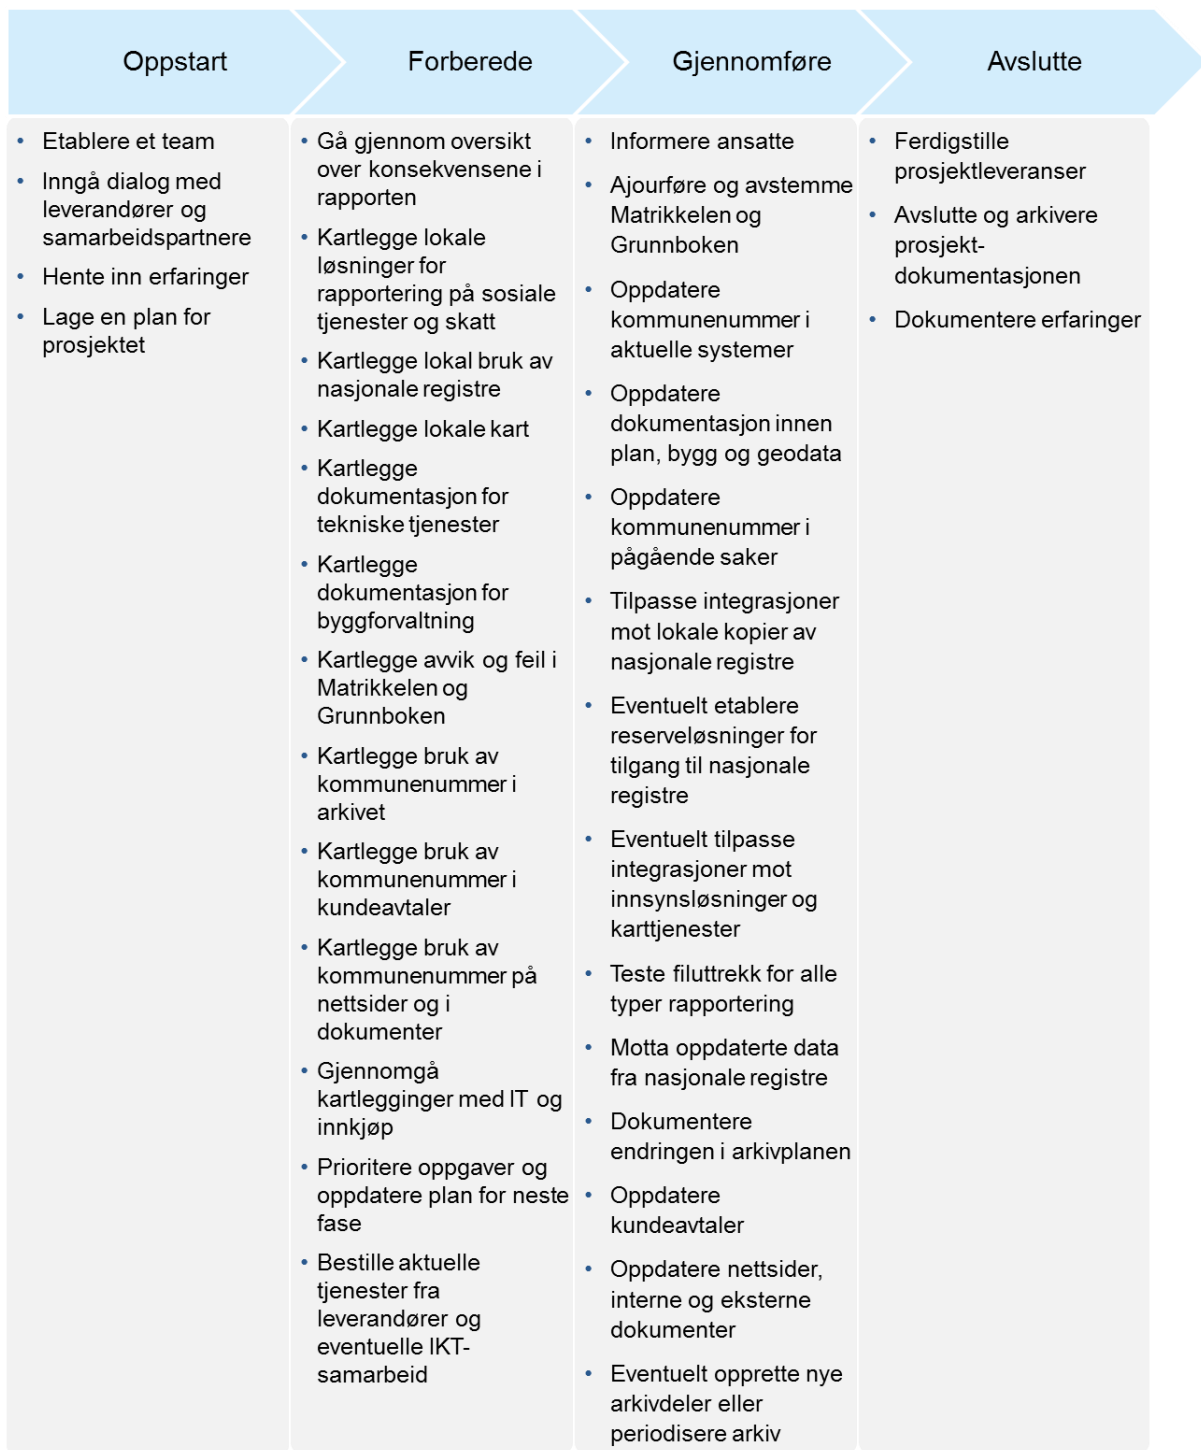 Oppstart
Forberede
Gjennomføre
Avslutte
• Etablere et team
• Inngå dialog med
leverandører og
samarbeidspartnere
• Hente inn erfaringer
• Lage en plan for
prosjektet
• Gå gjennom oversikt
over konsekvensene i
rapporten
• Kartlegge lokale
løsninger for
rapportering på sosiale
tjenester og skatt
• Kartlegge lokal bruk av
nasjonale registre
• Kartlegge lokale kart
• Kartlegge
dokumentasjon for
tekniske tjenester
• Kartlegge
dokumentasjon for
byggforvaltning
• Kartlegge avvik og feil i
Matrikkelen og
Grunnboken
• Kartlegge bruk av
kommunenummer i
arkivet
• Kartlegge bruk av
kommunenummer i
kundeavtaler
• Kartlegge bruk av
kommunenummer på
nettsider og i
dokumenter
• Gjennomgå
kartlegginger med IT og
innkjøp
• Prioritere oppgaver og
oppdatere plan for neste
fase
• Bestille aktuelle
tjenester fra
leverandører og
eventuelle IKT-
samarbeid
• Informere ansatte
• Ajourføre og avstemme
Matrikkelen og
Grunnboken
• Oppdatere
kommunenummer i
aktuelle systemer
• Oppdatere
dokumentasjon innen
plan, bygg og geodata
• Oppdatere
kommunenummer i
pågående saker
• Tilpasse integrasjoner
mot lokale kopier av
nasjonale registre
• Eventuelt etablere
reserveløsninger for
tilgang til nasjonale
registre
• Eventuelt tilpasse
integrasjoner mot
innsynsløsninger og
karttjenester
• Teste filuttrekk for alle
typer rapportering
• Motta oppdaterte data
fra nasjonale registre
• Dokumentere
endringen i arkivplanen
• Oppdatere
kundeavtaler
• Oppdatere nettsider,
interne og eksterne
dokumenter
• Eventuelt opprette nye
arkivdeler eller
periodisere arkiv
• Ferdigstille
prosjektleveranser
• Avslutte og arkivere
prosjekt-
dokumentasjonen
• Dokumentere erfaringer